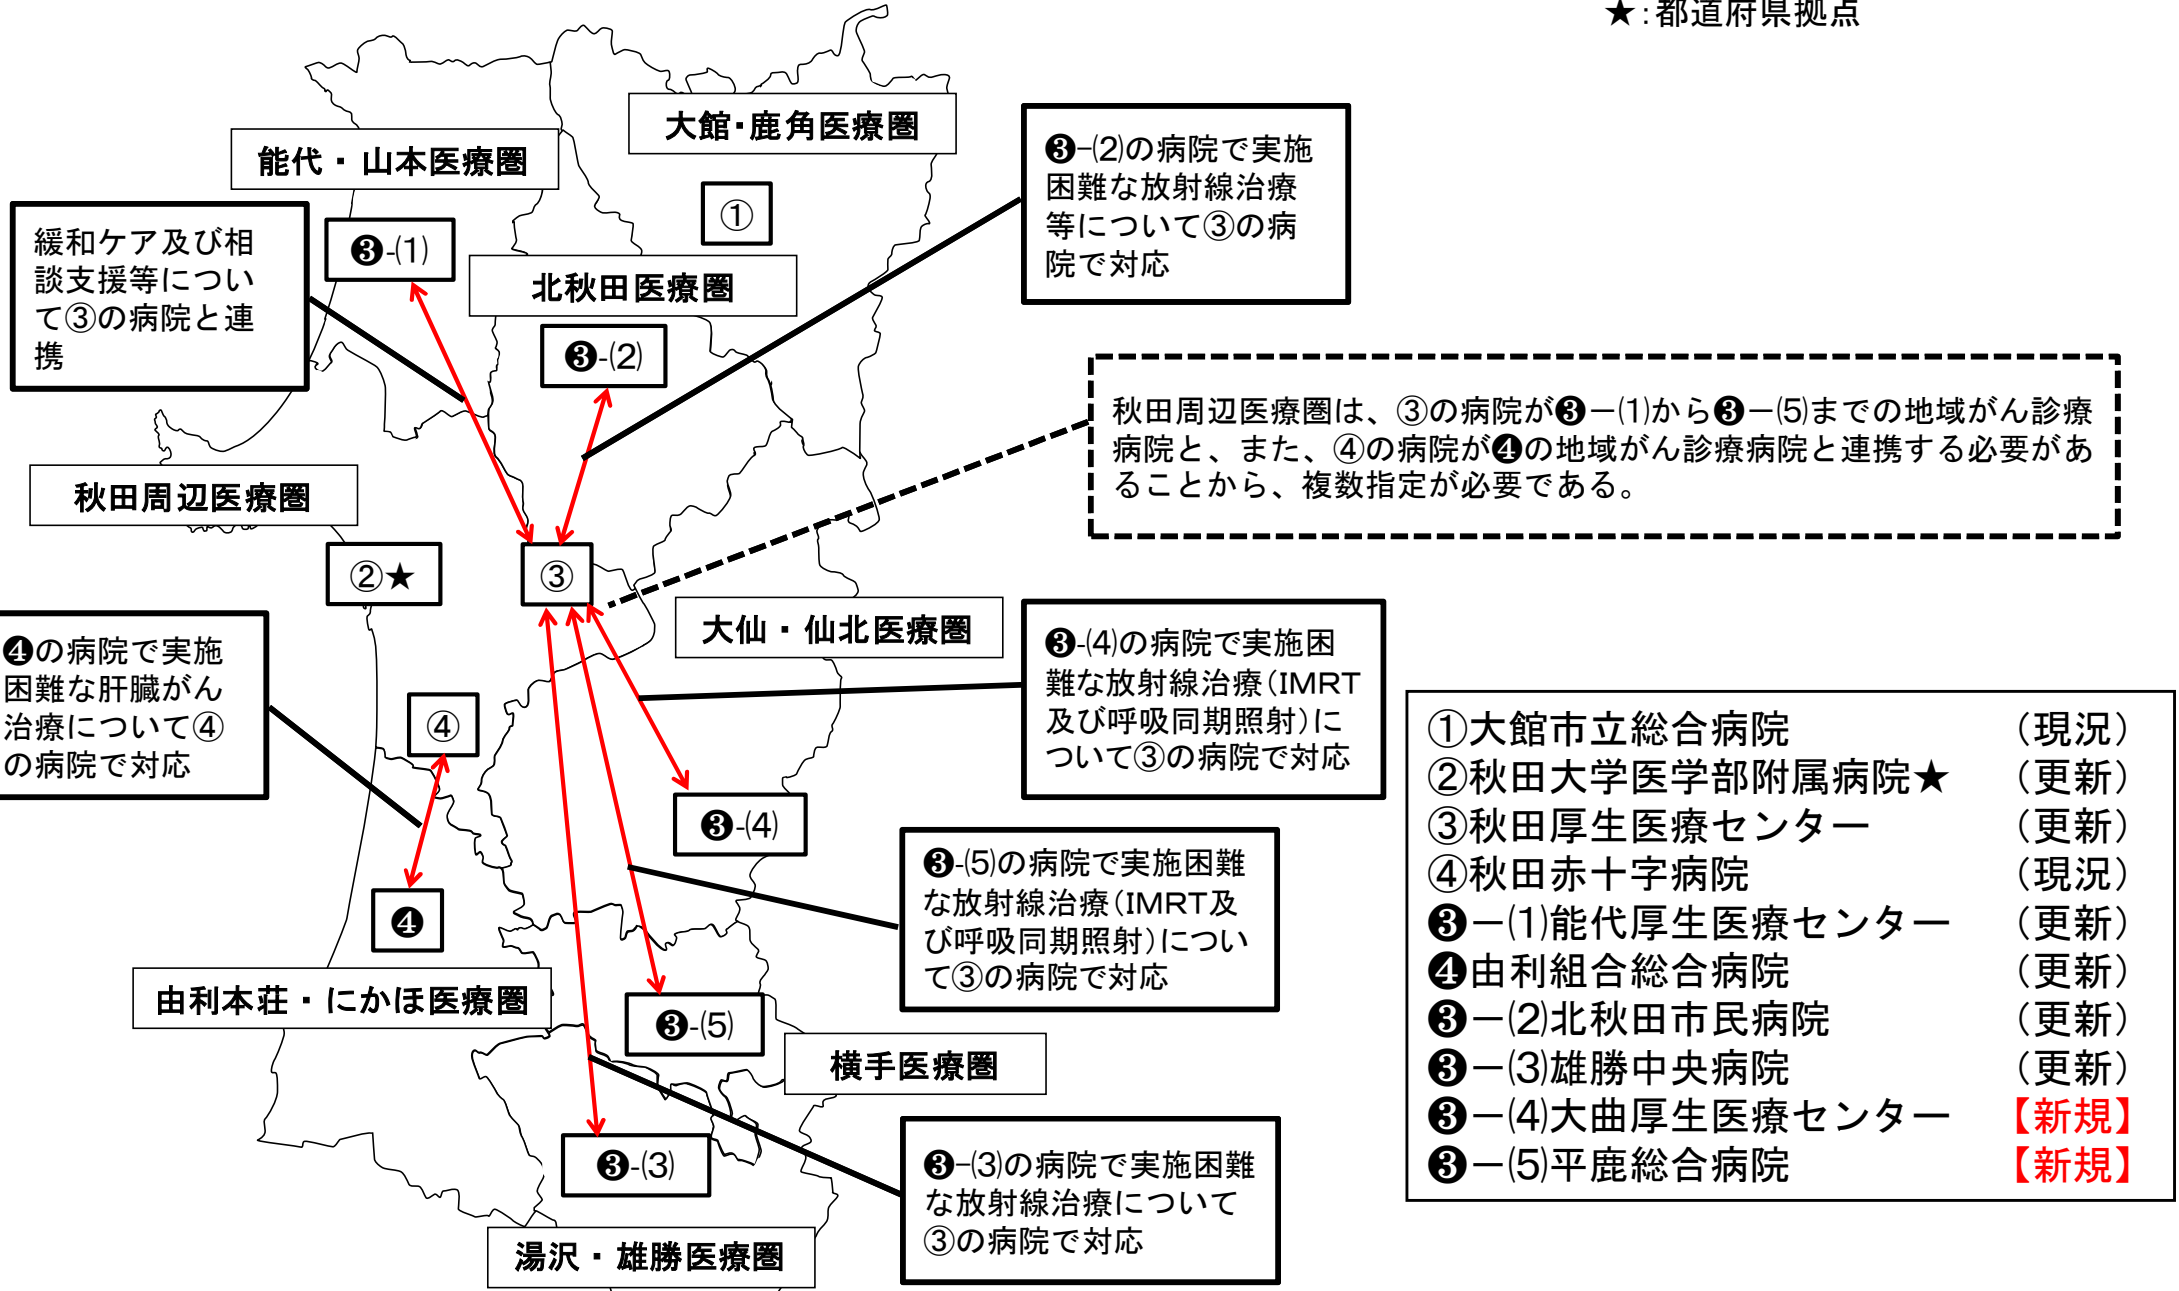 ★:都道府県拠点
大館・鹿角医療圏
能代・山本医療圏
❸-⑵の病院で実施
困難な放射線治療
等について③の病
院で対応
①
緩和ケア及び相
談支援等につい
て③の病院と連
携
❸-⑴
北秋田医療圏
❸-⑵
秋田周辺医療圏は、③の病院が❸－⑴から❸－⑸までの地域がん診療
病院と、また、④の病院が❹の地域がん診療病院と連携する必要があ
ることから、複数指定が必要である。
秋田周辺医療圏
②★
③
大仙・仙北医療圏
❸-⑷の病院で実施困
難な放射線治療(IMRT
及び呼吸同期照射)に
ついて③の病院で対応
❹の病院で実施
困難な肝臓がん
治療について④
の病院で対応
④
❸-⑷
❸-⑸の病院で実施困難
な放射線治療(IMRT及
び呼吸同期照射)につい
て③の病院で対応
❹
由利本荘・にかほ医療圏
❸-⑸
横手医療圏
❸-⑶
❸-⑶の病院で実施困難
な放射線治療について
③の病院で対応
湯沢・雄勝医療圏
①大館市立総合病院 (現況)
②秋田大学医学部附属病院★ (更新)
③秋田厚生医療センター (更新)
④秋田赤十字病院 (現況)
❸－⑴能代厚生医療センター (更新)
❹由利組合総合病院 (更新)
❸－⑵北秋田市民病院 (更新)
❸－⑶雄勝中央病院 (更新)
❸－⑷大曲厚生医療センター 【新規】
❸－⑸平鹿総合病院 【新規】